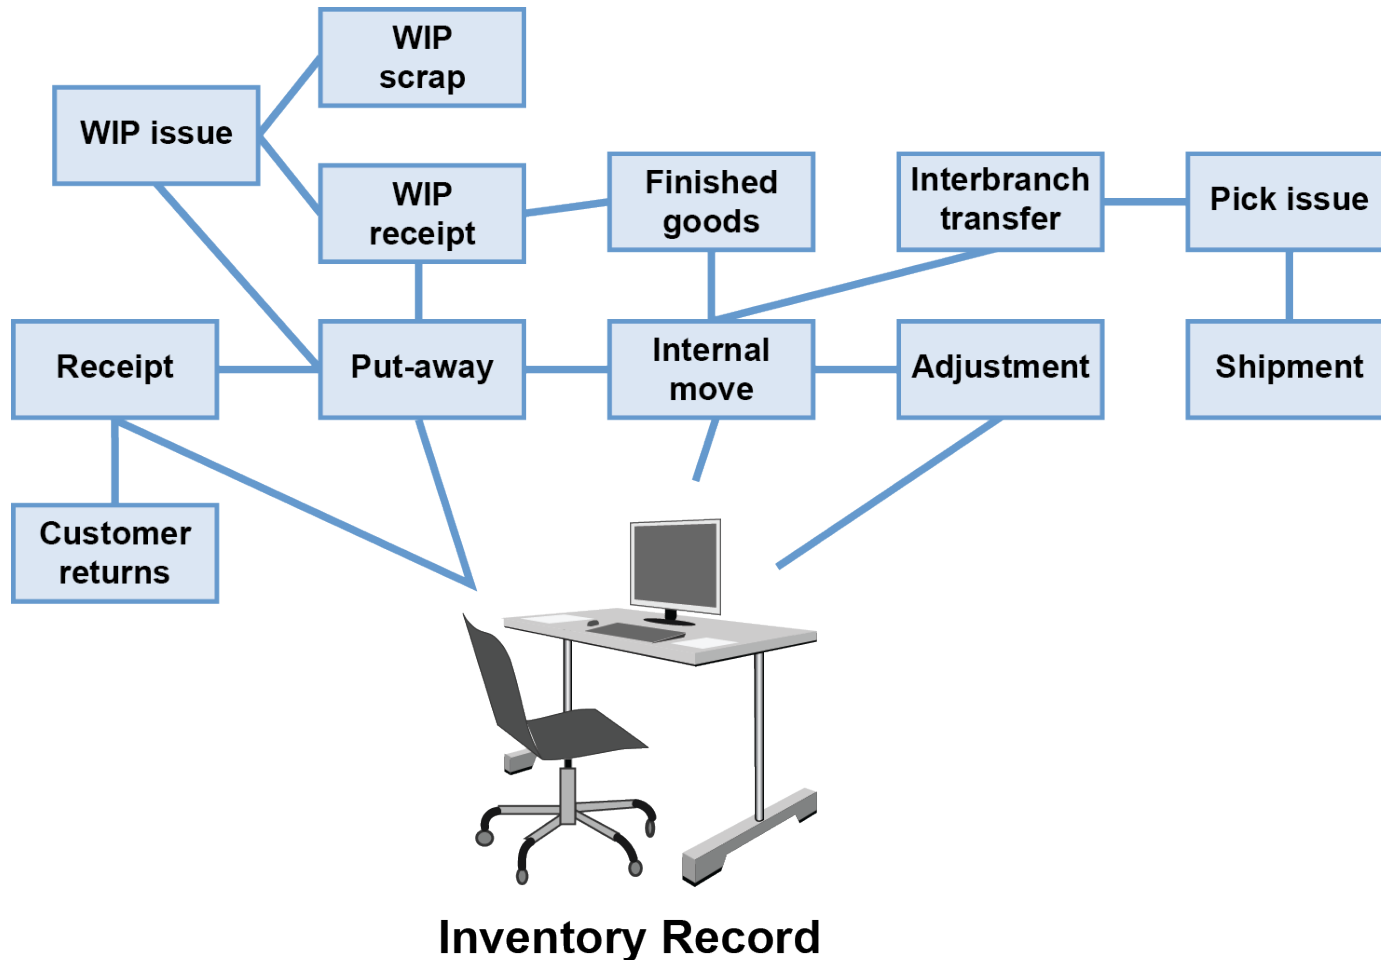 WIP
scrap
WIP issue
WIP
receipt
Finished
goods
Interbranch
transfer
Pick issue
Receipt
Put-away
Internal
move
Adjustment
Shipment
Customer
returns
Inventory Record